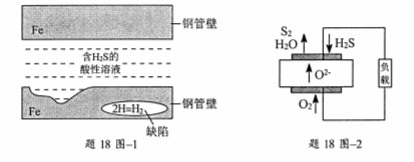 Fe
钢管壁
含H₂S的
酸性溶液
Fe
2H=H₂
钢管壁
缺陷
题 18 图–1
S₂
H₂O
H₂S
O²⁻
O₂
负载
题 18 图–2